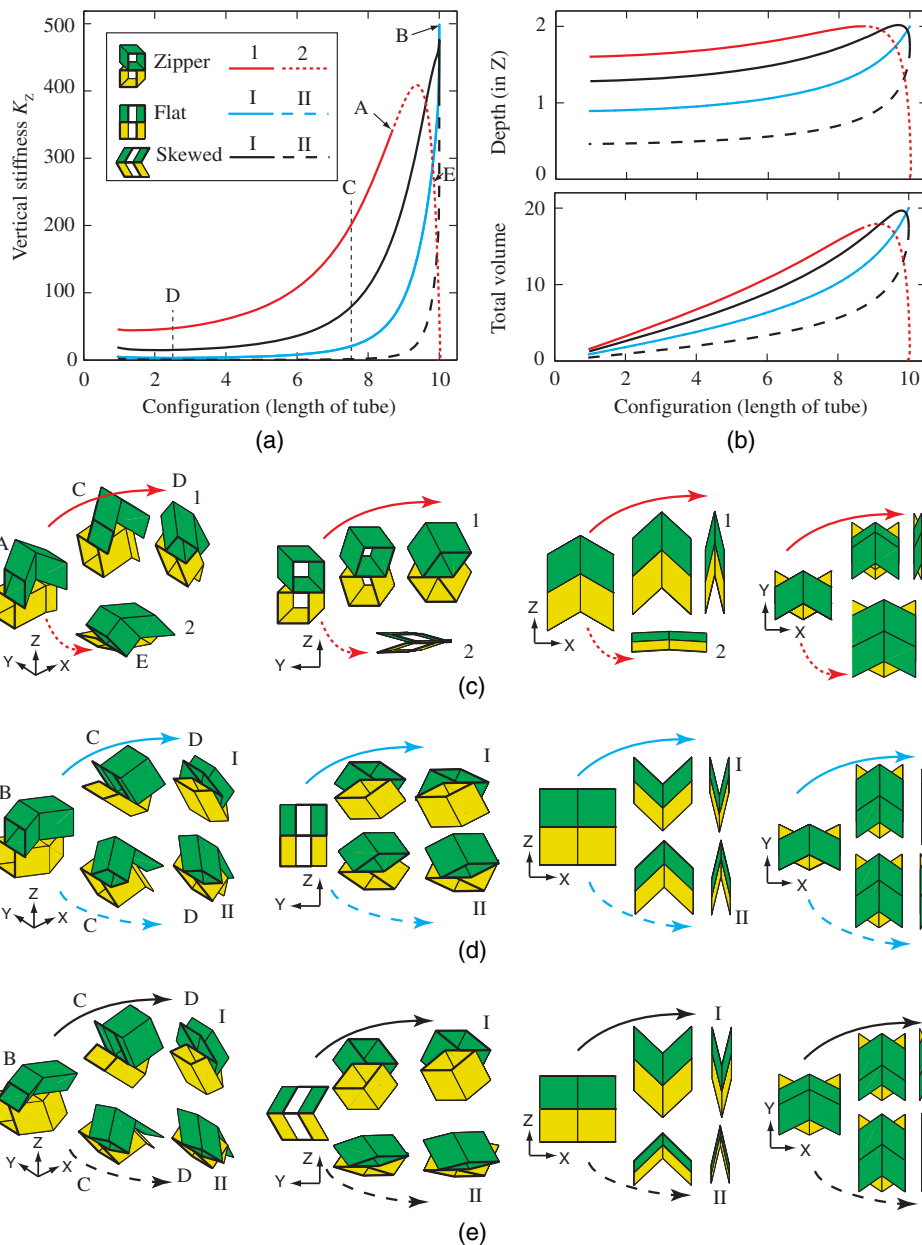 500
400
300
200
100
0
Vertical stiffness K_Z
Zipper 1 2
Flat I II
Skewed I II
A
B
C
D
E
0 2 4 6 8 10
Configuration (length of tube)
(a)
2
1
0
Depth (in Z)
20
10
0
Total volume
0 2 4 6 8 10
Configuration (length of tube)
(b)
A C D 1
2
E
Z
Y X
1
2
Z
Y
1
2
Z
X
Y
X
(c)
B C D I
C D II
Z
Y X
I
II
Z
Y
I
II
Z
X
Y
X
(d)
B C D I
C D II
Z
Y X
I
II
Z
Y
I
II
Z
X
Y
X
(e)